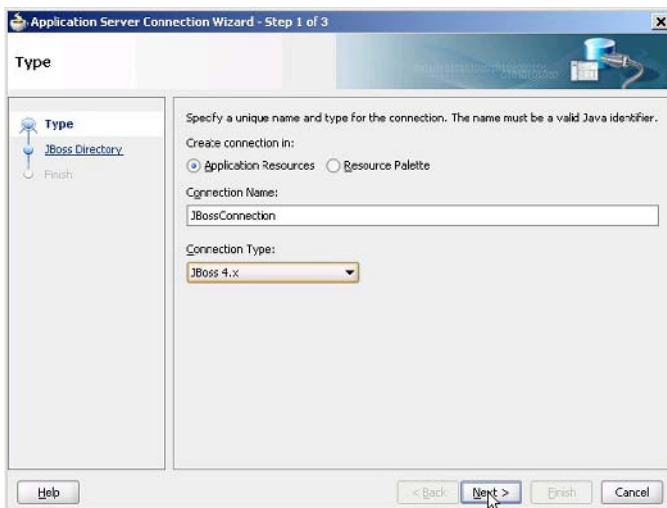 Application Server Connection Wizard - Step 1 of 3
Type
Type
JBoss Directory
Finish
Specify a unique name and type for the connection. The name must be a valid Java identifier.
Create connection in:
Application Resources
Resource Palette
Connection Name:
JBossConnection
Connection Type:
JBoss 4.x
Help
< Back
Next >
Finish
Cancel